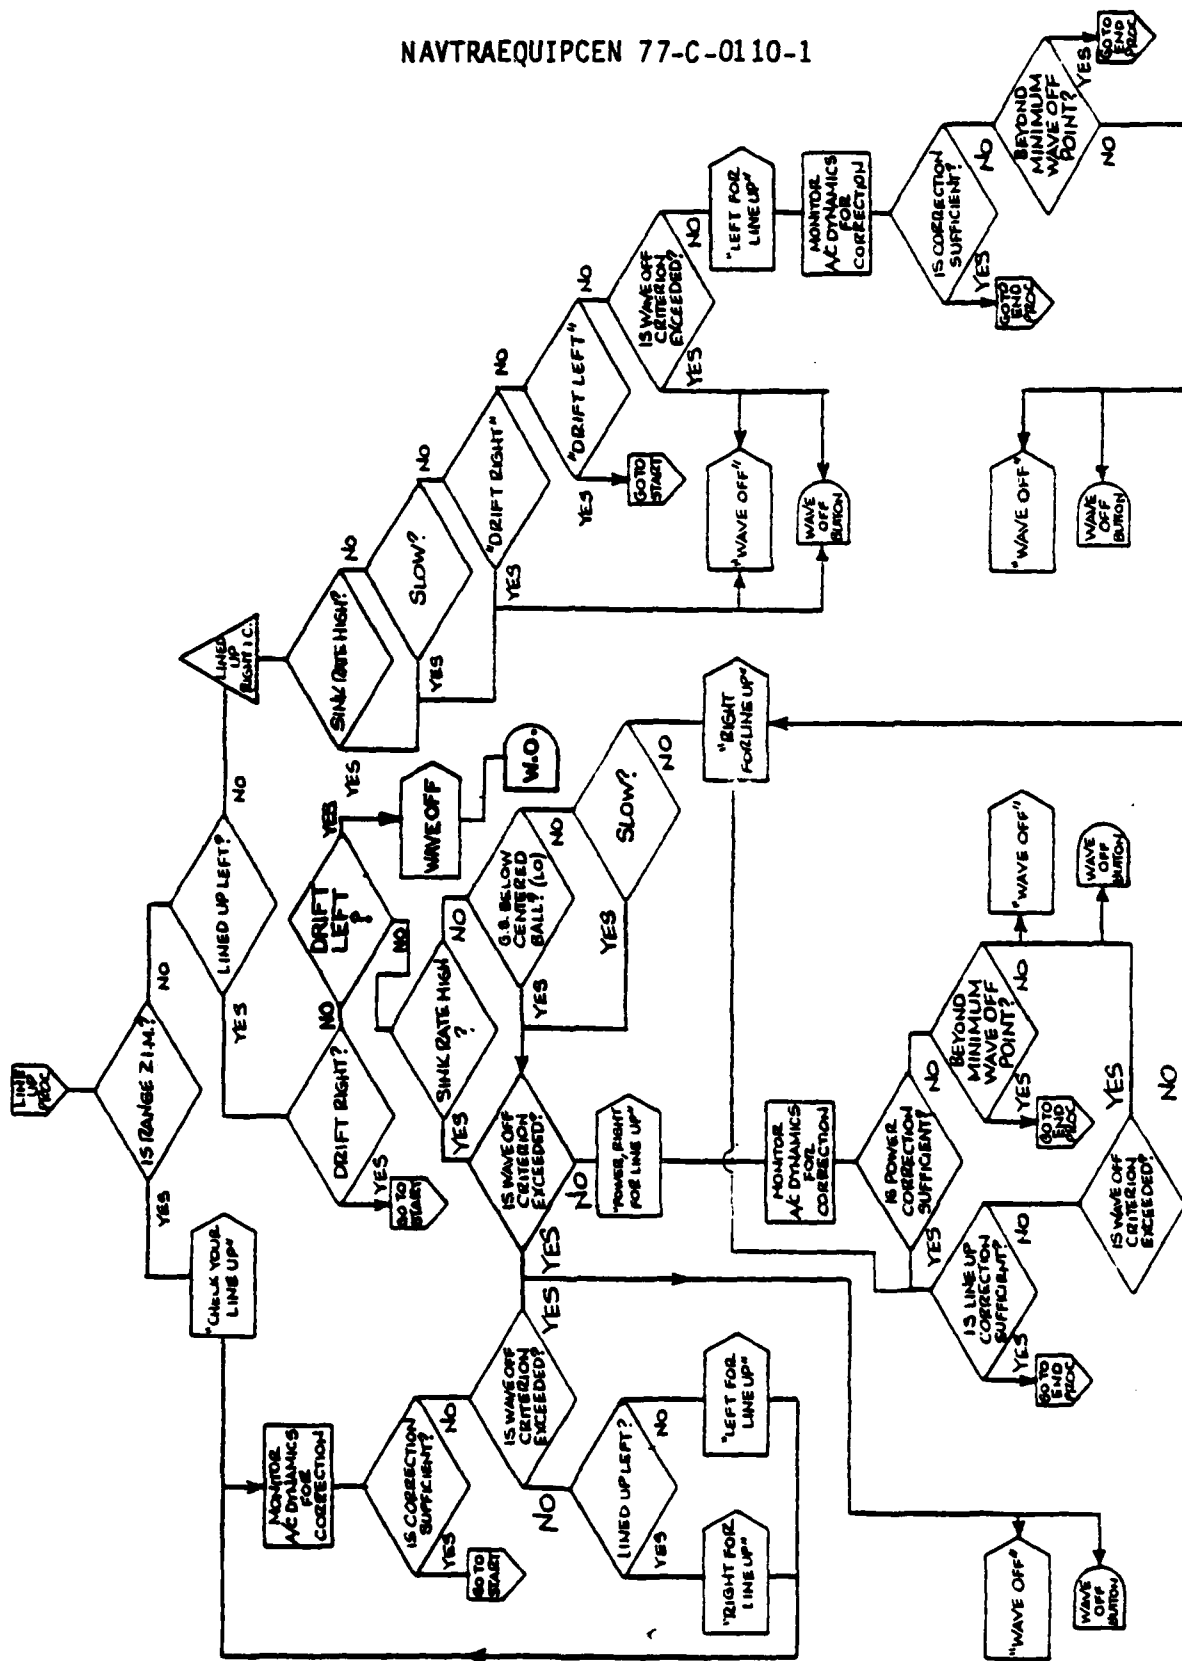 NAVTRAEQUIPCEN 77-C-0110-1
LINE
UP
PROC
IS RANGE Z I.M.?
YES
NO
"CHECK YOUR
LINE UP"
MONITOR
A/C DYNAMICS
FOR
CORRECTION
IS CORRECTION
SUFFICIENT?
YES
NO
GO TO
START
IS WAVE OFF
CRITERION
EXCEEDED?
YES
NO
LINED UP LEFT?
YES
NO
"RIGHT FOR
LINE UP"
"LEFT FOR
LINE UP"
LINED UP LEFT?
YES
NO
DRIFT RIGHT?
YES
NO
GO TO
START
DRIFT
LEFT
?
YES
NO
WAVE OFF
W.O.
SINK RATE HIGH
?
YES
NO
G.S. BELOW
CENTERED
BALL? (LO)
YES
NO
SLOW?
YES
NO
"RIGHT
FOR LINE UP"
IS WAVE OFF
CRITERION
EXCEEDED?
YES
NO
"POWER, RIGHT
FOR LINE UP"
MONITOR
A/C DYNAMICS
FOR
CORRECTION
IS POWER
CORRECTION
SUFFICIENT?
YES
NO
BEYOND
MINIMUM
WAVE OFF
POINT?
YES
NO
GO TO
END
PROC
"WAVE OFF"
WAVE
OFF
BUTTON
IS LINE UP
CORRECTION
SUFFICIENT?
YES
NO
GO TO
END
PROC
IS WAVE OFF
CRITERION
EXCEEDED?
YES
NO
"WAVE OFF"
WAVE
OFF
BUTTON
LINED
UP
RIGHT I.C.
SINK RATE HIGH?
YES
NO
SLOW?
YES
NO
"DRIFT RIGHT"
YES
NO
"DRIFT LEFT"
YES
NO
GO TO
START
IS WAVE OFF
CRITERION
EXCEEDED?
YES
NO
"WAVE OFF"
WAVE
OFF
BUTTON
"LEFT FOR
LINE UP"
MONITOR
A/C DYNAMICS
FOR
CORRECTION
IS CORRECTION
SUFFICIENT?
YES
NO
GO TO
END
PROC
BEYOND
MINIMUM
WAVE OFF
POINT?
YES
NO
GO TO
END
PROC
"WAVE OFF"
WAVE
OFF
BUTTON